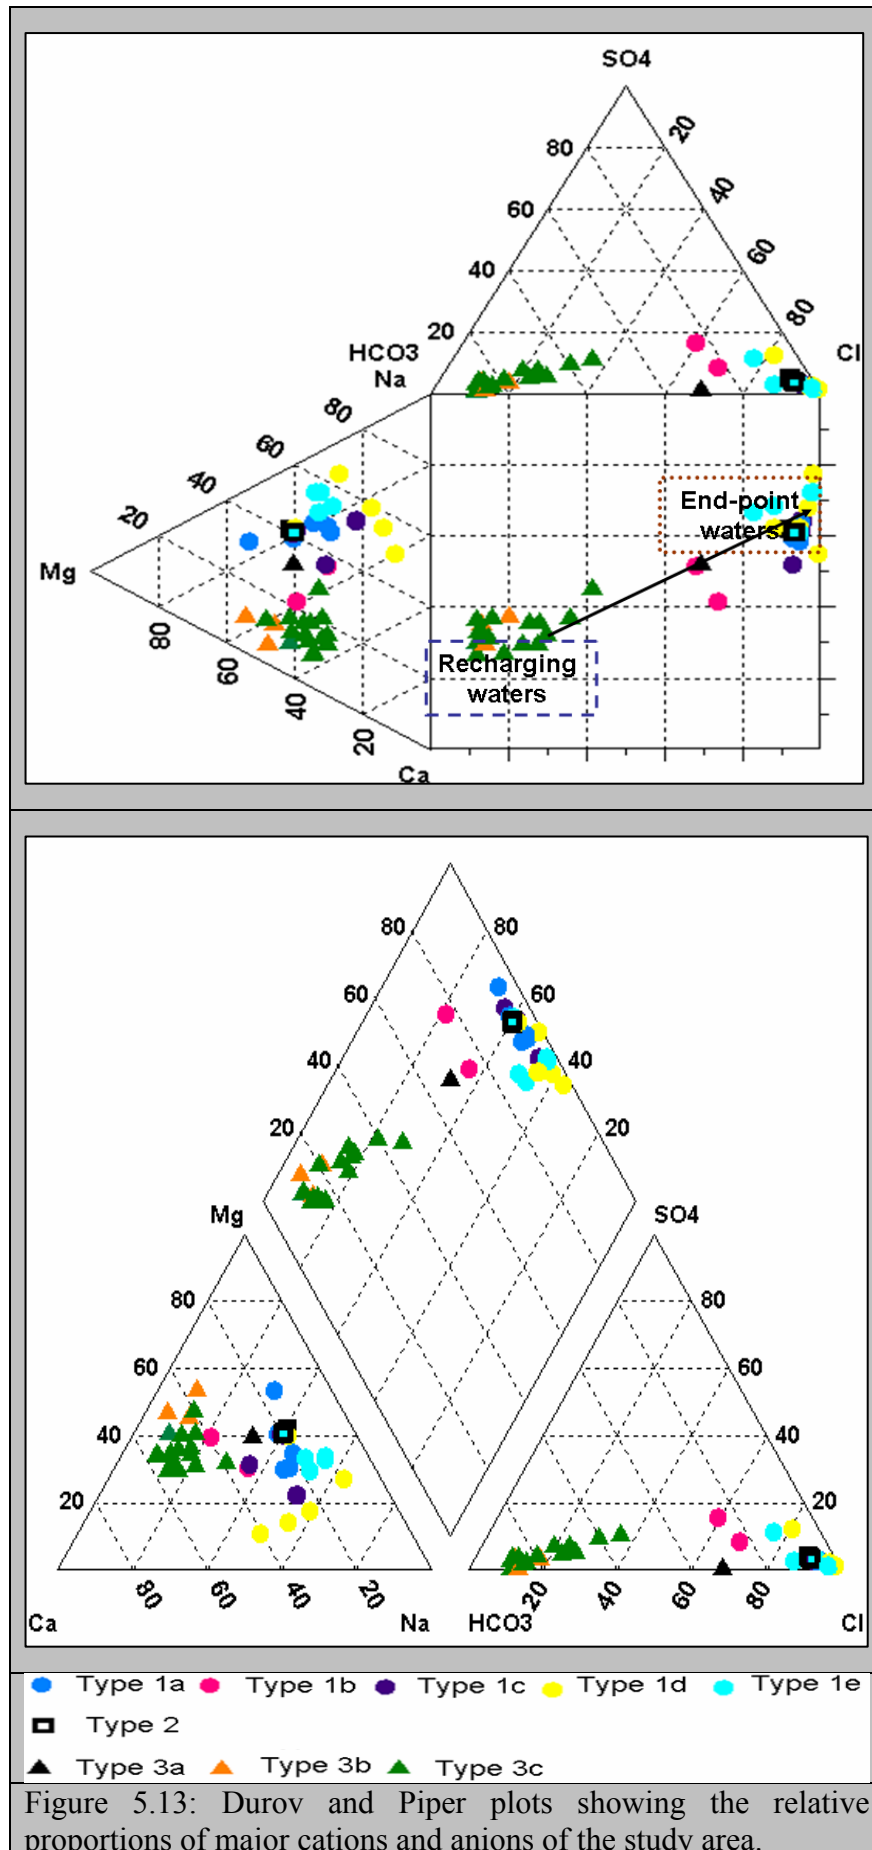 SO4
80
20
60
40
40
60
20
80
HCO3
Cl
Na
80
60
40
20
Mg
80
60
40
20
Ca
End-point
waters
Recharging
waters
80
80
60
60
40
40
20
20
Mg
SO4
80
80
60
60
40
40
20
20
80
60
40
20
20
40
60
80
Ca
Na
HCO3
Cl
Type 1a
Type 1b
Type 1c
Type 1d
Type 1e
Type 2
Type 3a
Type 3b
Type 3c
Figure 5.13: Durov and Piper plots showing the relative
proportions of major cations and anions of the study area.